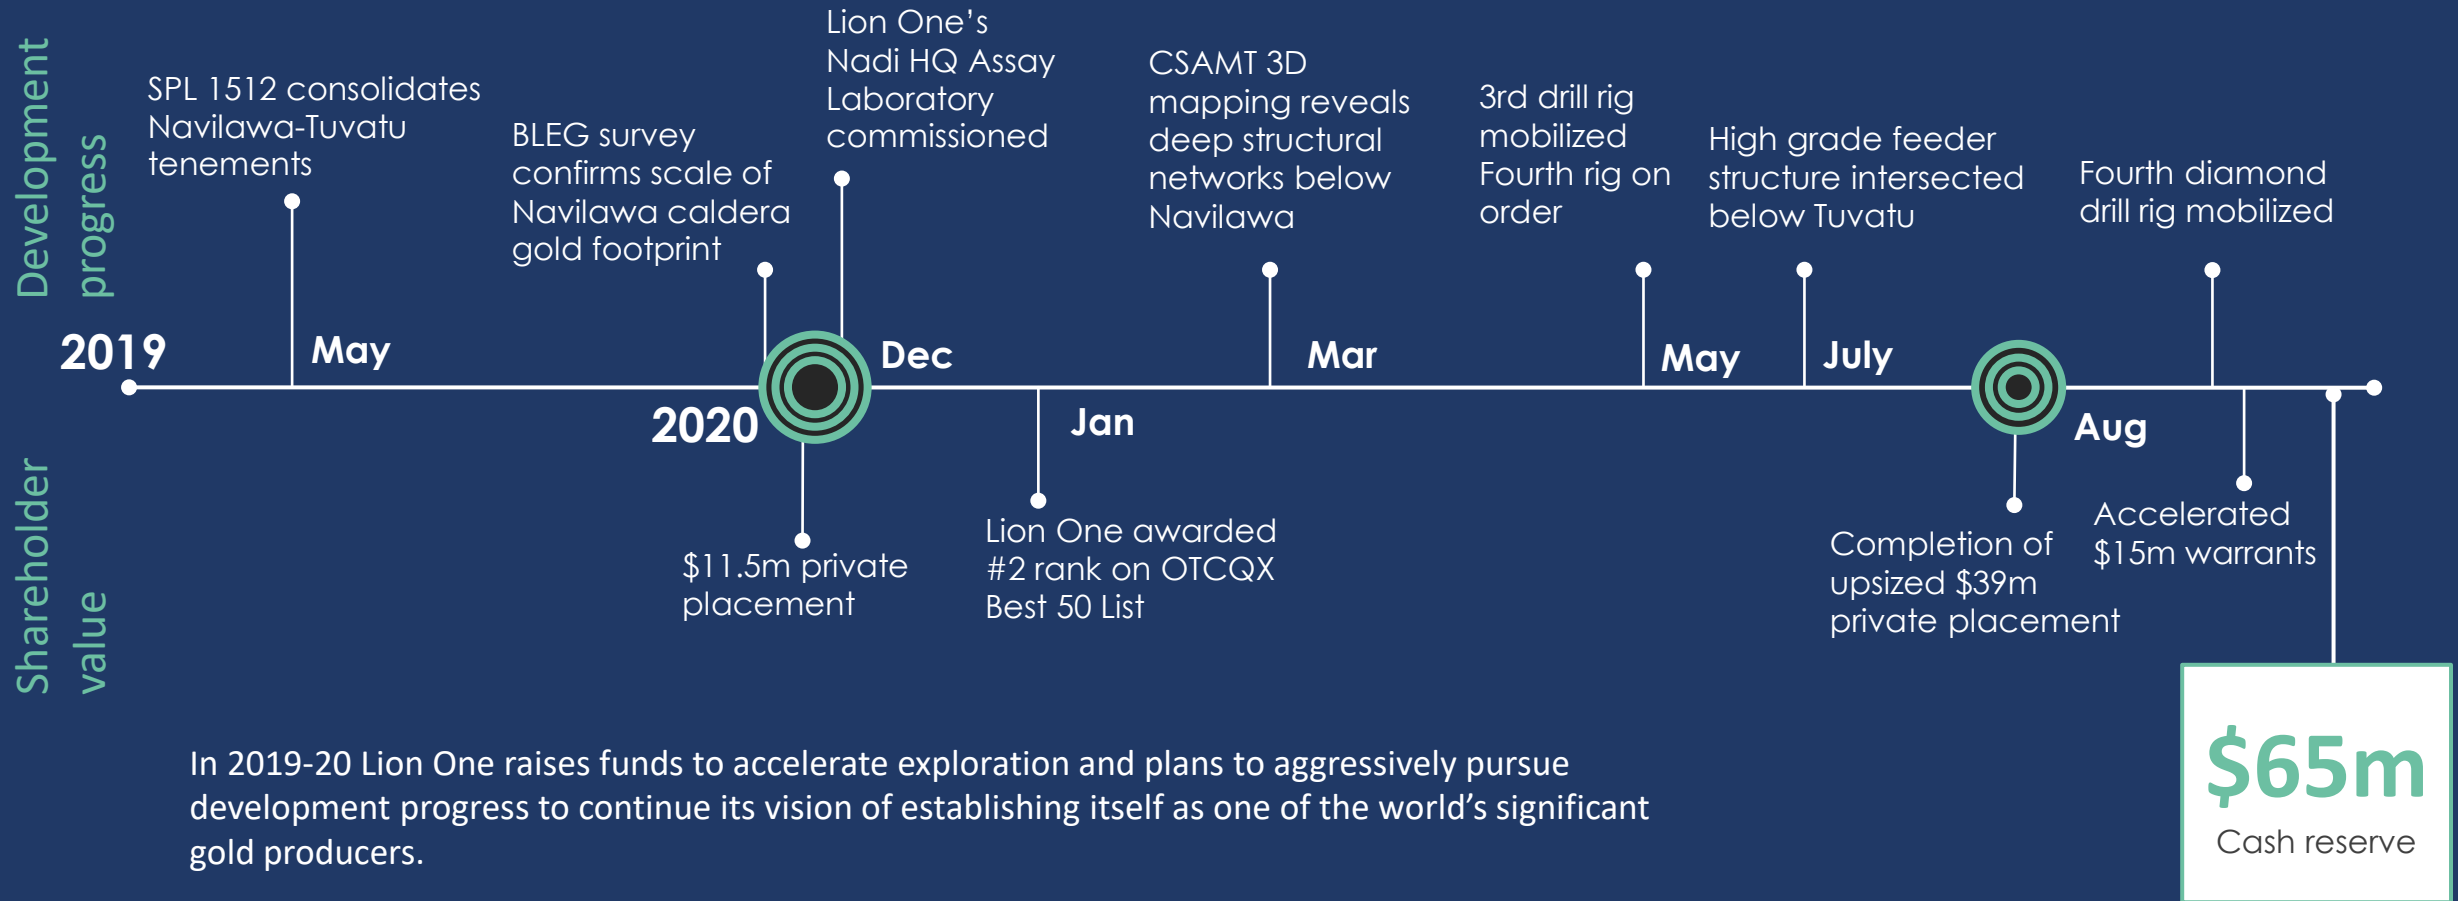 Development
progress
SPL 1512 consolidates
Navilawa-Tuvatu
tenements
BLEG survey
confirms scale of
Navilawa caldera
gold footprint
Lion One’s
Nadi HQ Assay
Laboratory
commissioned
CSAMT 3D
mapping reveals
deep structural
networks below
Navilawa
3rd drill rig
mobilized
Fourth rig on
order
High grade feeder
structure intersected
below Tuvatu
Fourth diamond
drill rig mobilized
2019
May
Dec
Mar
May
July
2020
Jan
Aug
Shareholder
value
$11.5m private
placement
Lion One awarded
#2 rank on OTCQX
Best 50 List
Completion of
upsized $39m
private placement
Accelerated
$15m warrants
$65m
Cash reserve
In 2019-20 Lion One raises funds to accelerate exploration and plans to aggressively pursue
development progress to continue its vision of establishing itself as one of the world’s significant
gold producers.